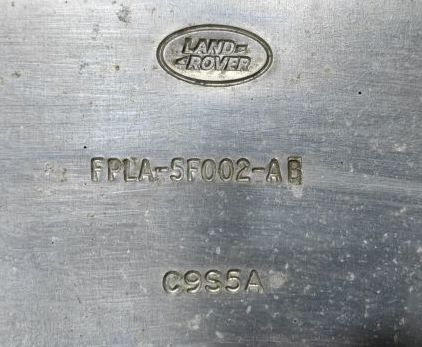 LAND-
ROVER
FPLA-5F002-AB
C9S5A